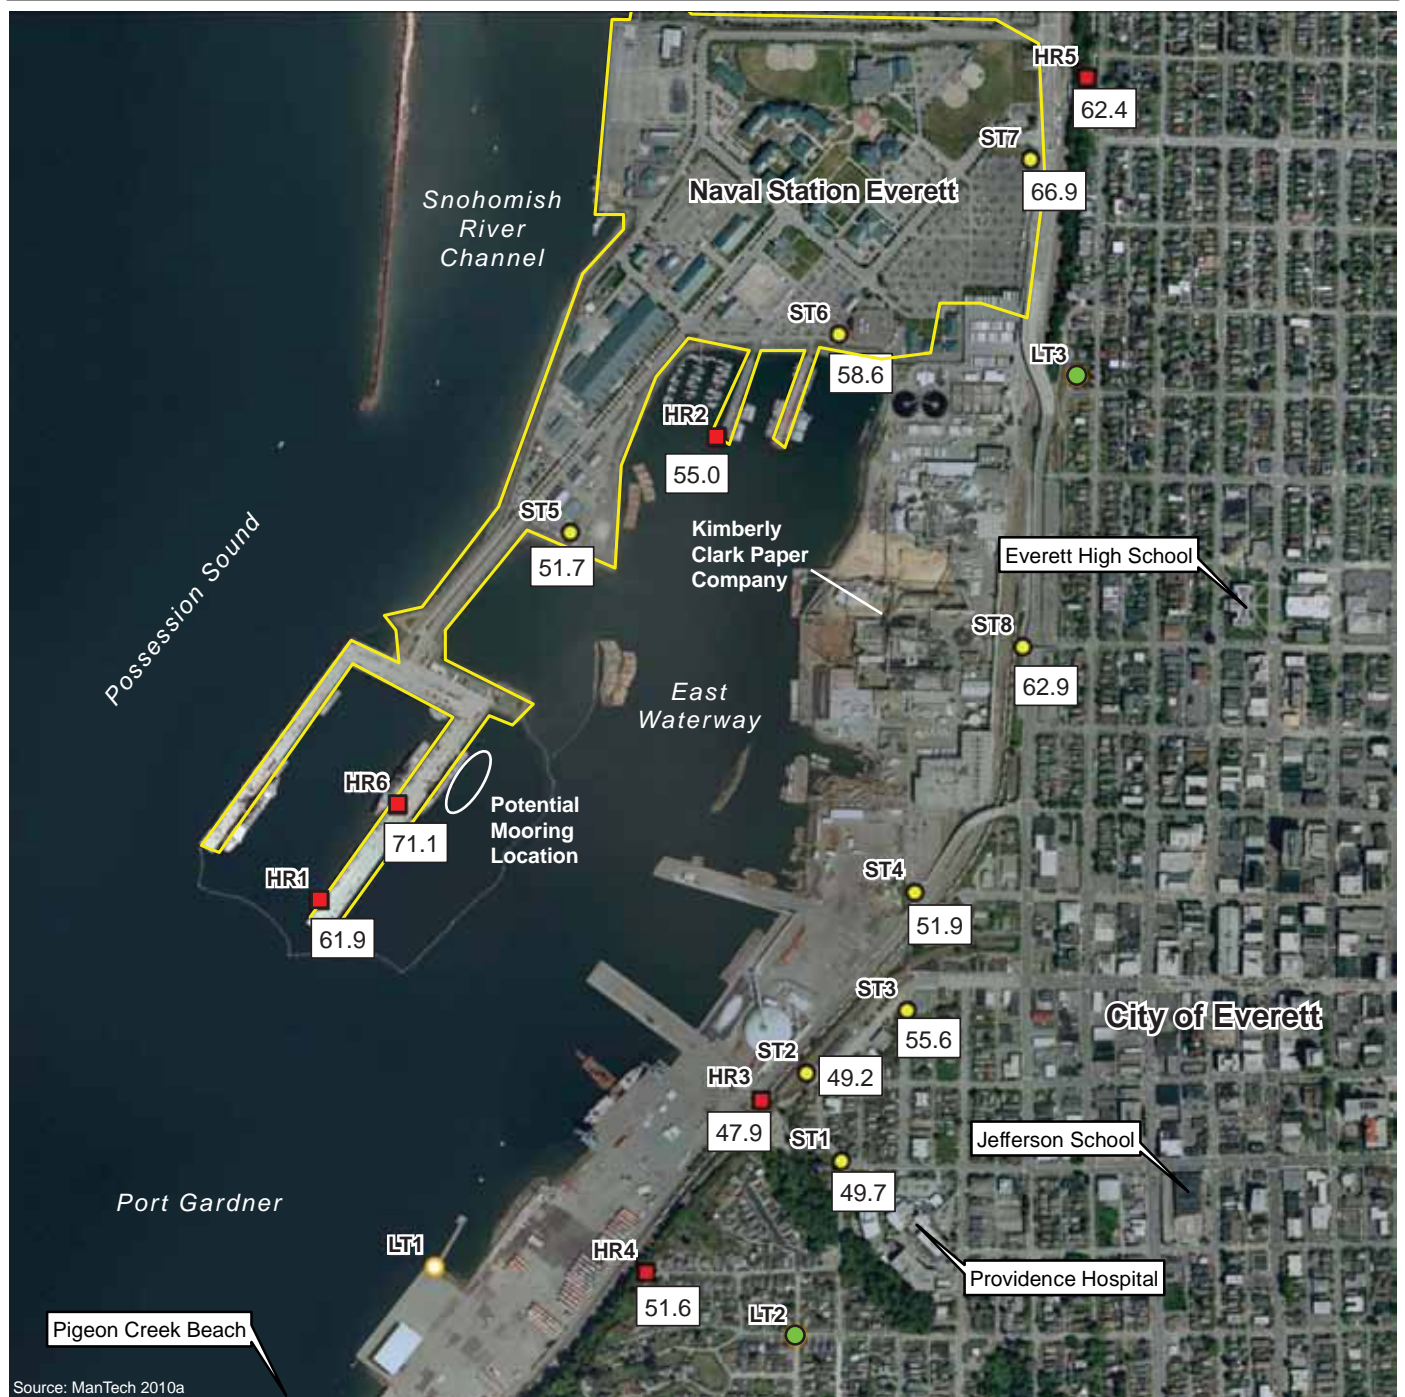 HR5
62.4
ST7
66.9
Naval Station Everett
Snohomish
River
Channel
ST6
58.6
LT3
HR2
55.0
ST5
51.7
Kimberly
Clark Paper
Company
Everett High School
Possession Sound
ST8
62.9
East
Waterway
HR6
71.1
Potential
Mooring
Location
HR1
61.9
ST4
51.9
ST3
55.6
City of Everett
ST2
49.2
HR3
47.9
ST1
49.7
Jefferson School
Port Gardner
LT1
HR4
51.6
Providence Hospital
LT2
Pigeon Creek Beach
Source: ManTech 2010a